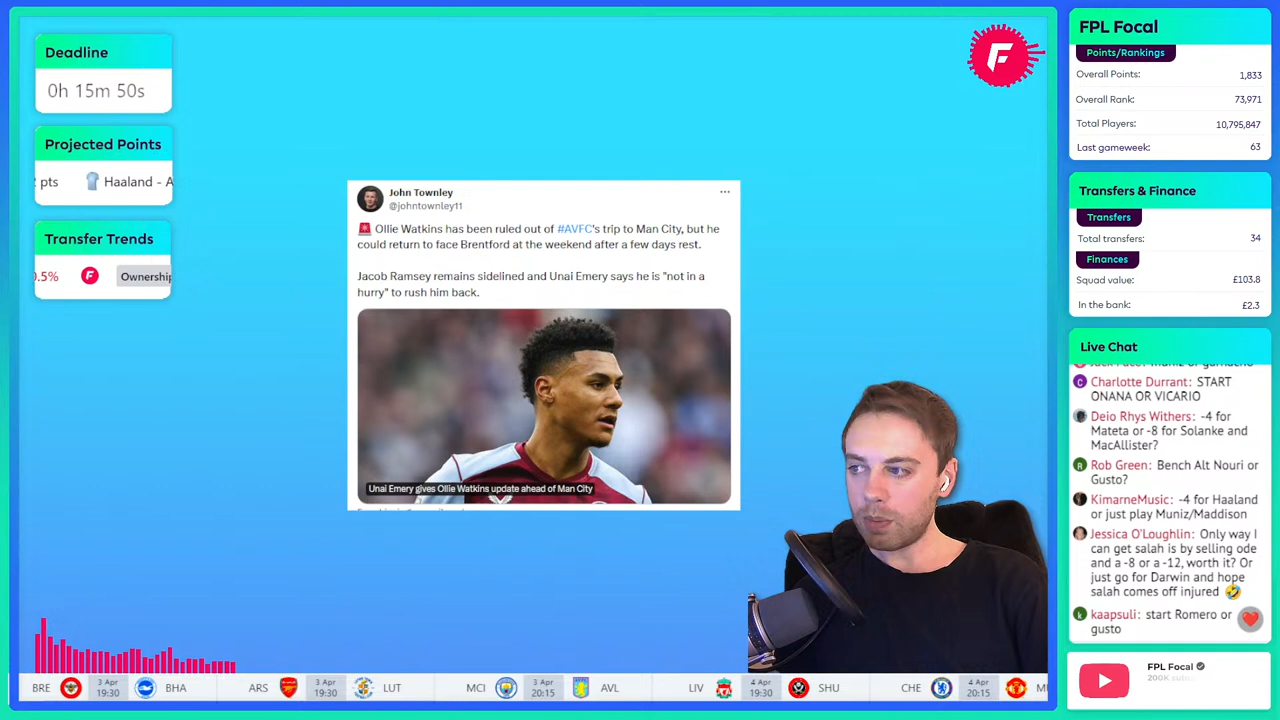 Deadline
0h 15m 50s
Projected Points
pts Haaland - A
Transfer Trends
0.5% F Ownership
F
John Townley
@johntownley11
🚨 Ollie Watkins has been ruled out of #AVFC's trip to Man City, but he
could return to face Brentford at the weekend after a few days rest.
Jacob Ramsey remains sidelined and Unai Emery says he is "not in a
hurry" to rush him back.
Unai Emery gives Ollie Watkins update ahead of Man City
BRE 3 Apr 19:30 BHA ARS 3 Apr 19:30 LUT MCI 3 Apr 20:15 AVL LIV 4 Apr 19:30 SHU CHE 4 Apr 20:15
FPL Focal
Points/Rankings
Overall Points: 1,833
Overall Rank: 73,971
Total Players: 10,795,847
Last gameweek: 63
Transfers & Finance
Transfers
Total transfers: 34
Finances
Squad value: £103.8
In the bank: £2.3
Live Chat
C Charlotte Durrant: START
ONANA OR VICARIO
Deio Rhys Withers: -4 for
Mateta or -8 for Solanke and
MacAllister?
R Rob Green: Bench Alt Nouri or
Gusto?
KimarneMusic: -4 for Haaland
or just play Muniz/Maddison
Jessica O'Loughlin: Only way I
can get salah is by selling ode
and a -8 or a -12, worth it? Or
just go for Darwin and hope
salah comes off injured 🤣
k kaapsuli: start Romero or
gusto
FPL Focal
200K